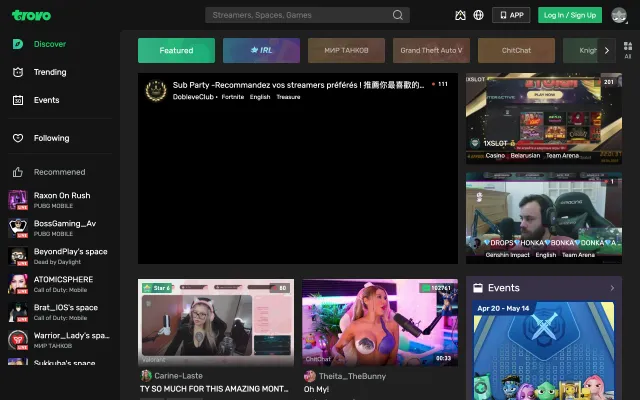 trovo
Streamers, Spaces, Games
APP
Log In / Sign Up
Discover
Trending
Events
Following
Recommened
Raxon On Rush
PUBG MOBILE
BossGaming_Av
PUBG MOBILE
BeyondPlay's space
Dead by Daylight
ATOMICSPHERE
Call of Duty: Mobile
Brat_IOS's space
Call of Duty: Mobile
Warrior_Lady's spa...
МИР ТАНКОВ
Sukkuba's space
Featured
IRL
МИР ТАНКОВ
Grand Theft Auto V
ChitChat
Knigh
All
Sub Party -Recommandez vos streamers préférés ! 推薦你最喜歡的...
111
DobleveClub • Fortnite English Treasure
201
PLAY NOW
1XSLOT
Casino Belarusian Team Arena
1
DROPS💎HONKA💎BONKA💎DONKA💎A
Genshin Impact English Team Arena
Star
80
Valorant
Carine-Laste
TY SO MUCH FOR THIS AMAZING MONT...
102761
ChitChat
00:33
Theita_TheBunny
Oh My!
Events
Apr 20 - May 14